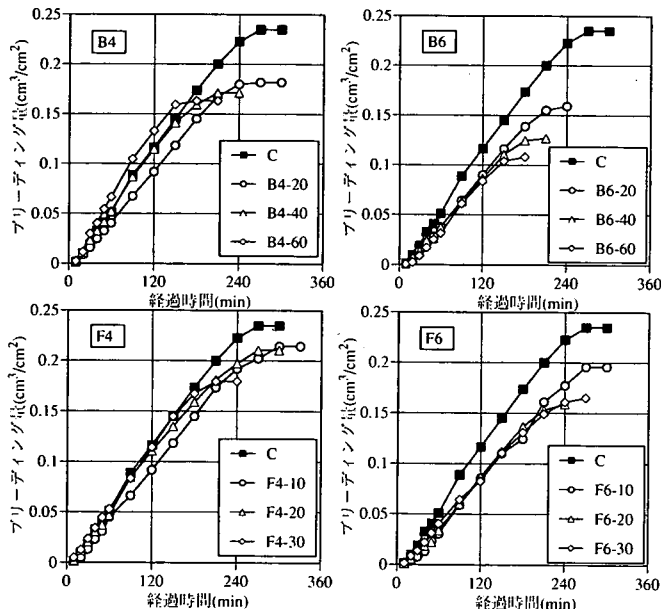 B4
ブリーディング量(cm³/cm²)
0.25
0.2
0.15
0.1
0.05
0
C
B4-20
B4-40
B4-60
0 120 240 360
経過時間(min)
B6
ブリーディング量(cm³/cm²)
0.25
0.2
0.15
0.1
0.05
0
C
B6-20
B6-40
B6-60
0 120 240 360
経過時間(min)
F4
ブリーディング量(cm³/cm²)
0.25
0.2
0.15
0.1
0.05
0
C
F4-10
F4-20
F4-30
0 120 240 360
経過時間(min)
F6
ブリーディング量(cm³/cm²)
0.25
0.2
0.15
0.1
0.05
0
C
F6-10
F6-20
F6-30
0 120 240 360
経過時間(min)